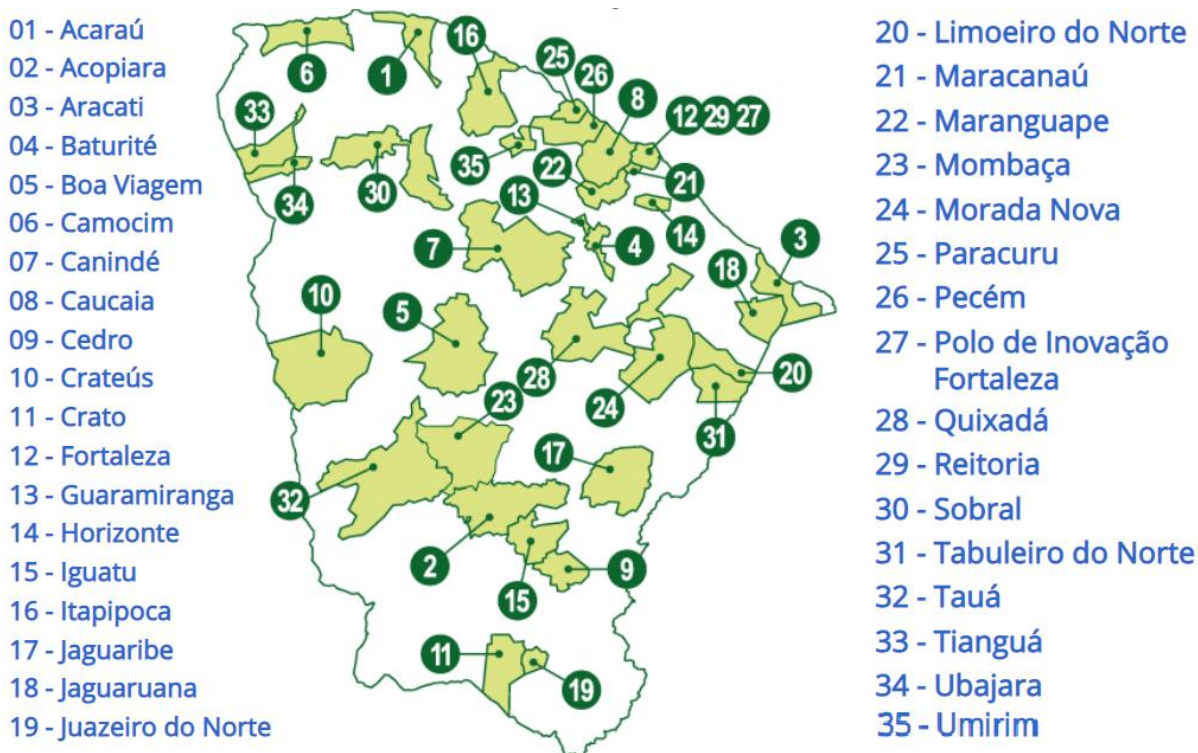 01 - Acaraú
02 - Acopiara
03 - Aracati
04 - Baturité
05 - Boa Viagem
06 - Camocim
07 - Canindé
08 - Caucaia
09 - Cedro
10 - Crateús
11 - Crato
12 - Fortaleza
13 - Guaramiranga
14 - Horizonte
15 - Iguatu
16 - Itapipoca
17 - Jaguaribe
18 - Jaguaruana
19 - Juazeiro do Norte
6
1
16
25
26
8
12 29 27
33
34
30
35
22
21
13
14
7
4
3
18
10
5
28
20
24
23
31
17
32
2
15
9
11
19
20 - Limoeiro do Norte
21 - Maracanaú
22 - Maranguape
23 - Mombaça
24 - Morada Nova
25 - Paracuru
26 - Pecém
27 - Polo de Inovação
Fortaleza
28 - Quixadá
29 - Reitoria
30 - Sobral
31 - Tabuleiro do Norte
32 - Tauá
33 - Tianguá
34 - Ubajara
35 - Umirim